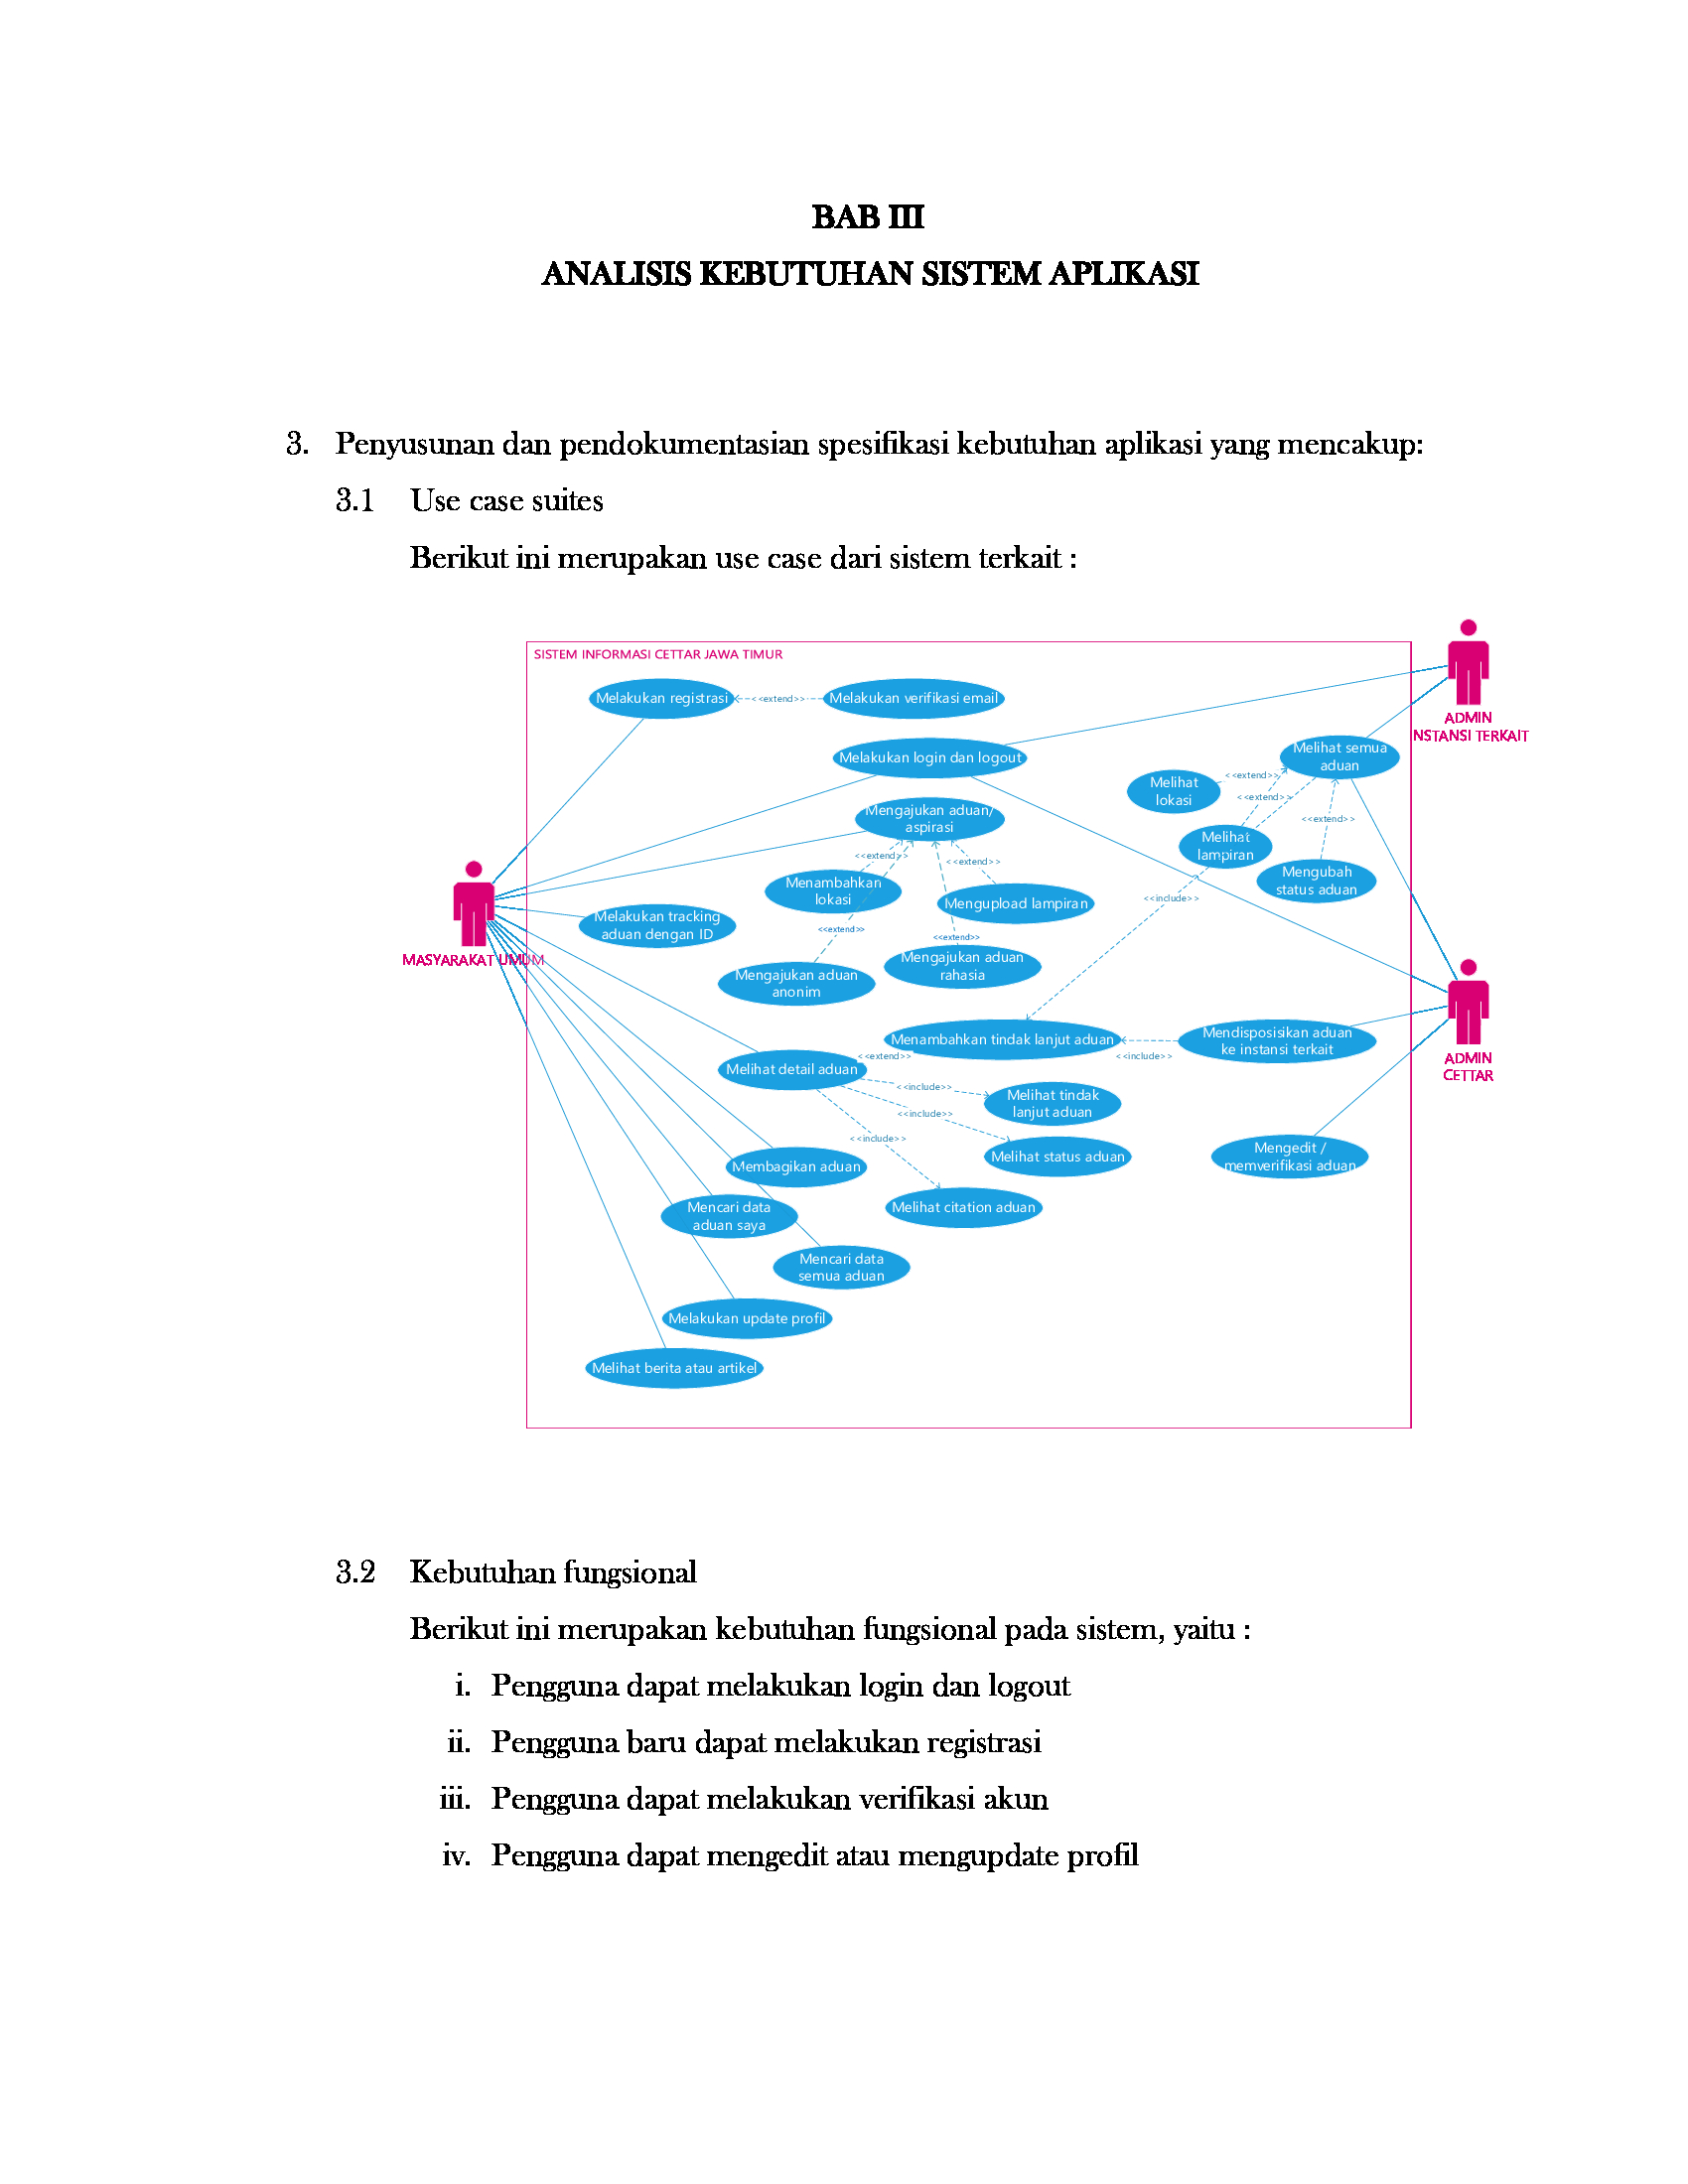 BAB III
ANALISIS KEBUTUHAN SISTEM APLIKASI
3. Penyusunan dan pendokumentasian spesifikasi kebutuhan aplikasi yang mencakup:
3.1 Use case suites
Berikut ini merupakan use case dari sistem terkait :
SISTEM INFORMASI CETTAR JAWA TIMUR
Melakukan registrasi
<<extend>>
Melakukan verifikasi email
ADMIN
NSTANSI TERKAIT
Melakukan login dan logout
Melihat semua
aduan
Melihat
lokasi
<<extend>>
<<extend>>
<<extend>>
Mengajukan aduan/
aspirasi
Melihat
lampiran
<<extend>>
<<extend>>
Mengubah
status aduan
Menambahkan
lokasi
Mengupload lampiran
<<include>>
MASYARAKAT UMUM
Melakukan tracking
aduan dengan ID
<<extend>>
<<extend>>
Mengajukan aduan
rahasia
Mengajukan aduan
anonim
Menambahkan tindak lanjut aduan
Mendisposisikan aduan
ke instansi terkait
<<include>>
ADMIN
CETTAR
<<extend>>
Melihat detail aduan
<<include>>
Melihat tindak
lanjut aduan
<<include>>
<<include>>
Melihat status aduan
Mengedit /
memverifikasi aduan
Membagikan aduan
Melihat citation aduan
Mencari data
aduan saya
Mencari data
semua aduan
Melakukan update profil
Melihat berita atau artikel
3.2 Kebutuhan fungsional
Berikut ini merupakan kebutuhan fungsional pada sistem, yaitu :
i. Pengguna dapat melakukan login dan logout
ii. Pengguna baru dapat melakukan registrasi
iii. Pengguna dapat melakukan verifikasi akun
iv. Pengguna dapat mengedit atau mengupdate profil